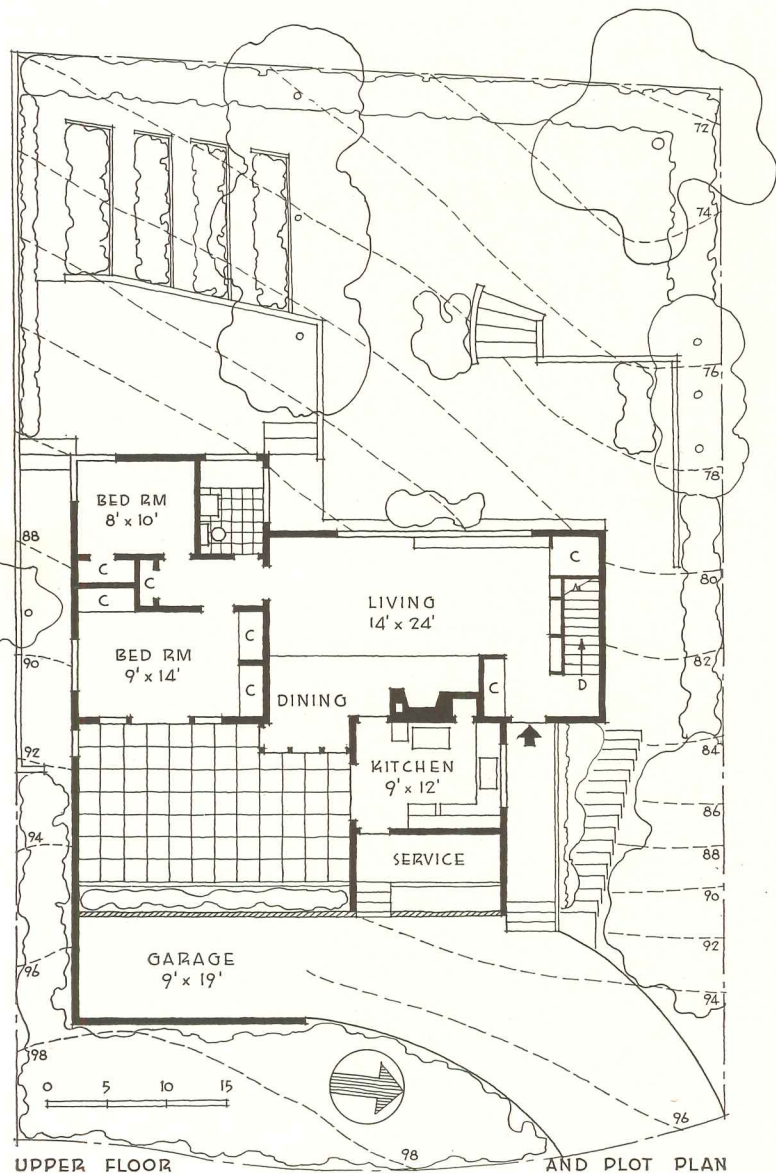 72
74
76
78
BED RM
8' x 10'
88
C
C
C
C
80
LIVING
14' x 24'
90
BED RM
9' x 14'
C
C
C
D
82
DINING
92
84
KITCHEN
9' x 12'
94
86
SERVICE
88
90
92
GARAGE
9' x 19'
96
94
98
0 5 10 15
96
98
UPPER FLOOR AND PLOT PLAN